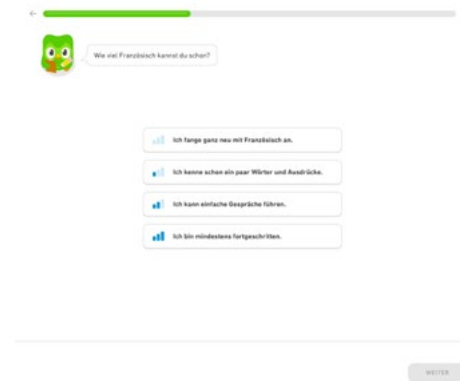 Wie viel Französisch kannst du schon?
Ich fange ganz neu mit Französisch an.
Ich kenne schon ein paar Wörter und Ausdrücke.
Ich kann einfache Gespräche führen.
Ich bin mindestens fortgeschritten.
WEITER